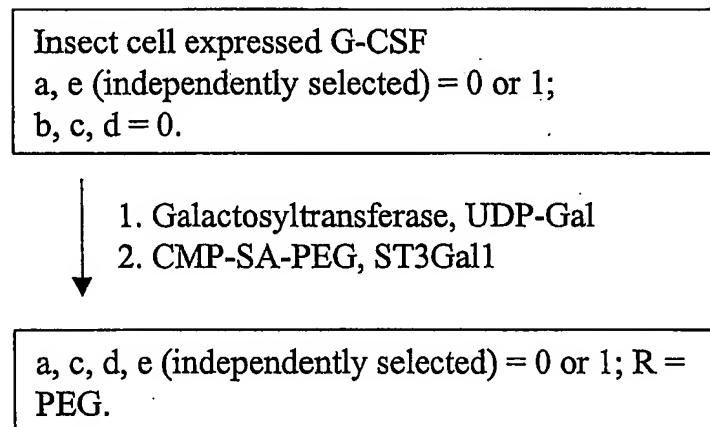 Insect cell expressed G-CSF
a, e (independently selected) = 0 or 1;
b, c, d = 0.
1. Galactosyltransferase, UDP-Gal
2. CMP-SA-PEG, ST3Gal1
a, c, d, e (independently selected) = 0 or 1; R =
PEG.